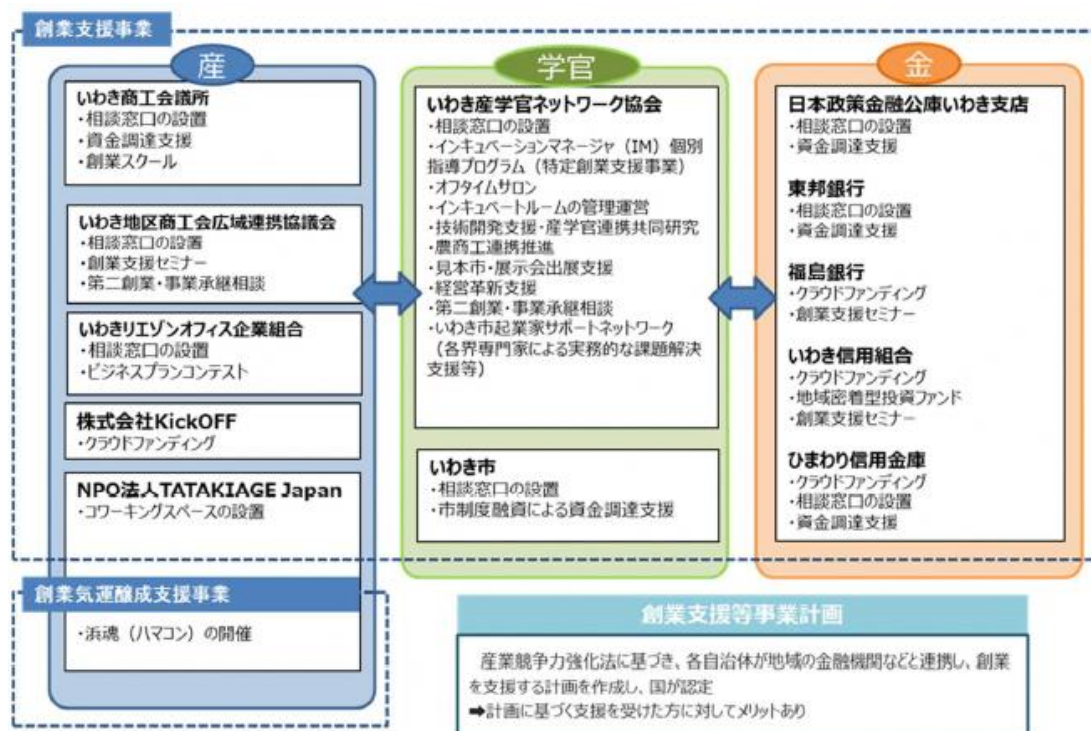 創業支援事業
産
いわき商工会議所
・相談窓口の設置
・資金調達支援
・創業スクール
いわき地区商工会広域連携協議会
・相談窓口の設置
・創業支援セミナー
・第二創業・事業承継相談
いわきリエゾンオフィス企業組合
・相談窓口の設置
・ビジネスプランコンテスト
株式会社KickOFF
・クラウドファンディング
NPO法人TATAKIAGE Japan
・コワーキングスペースの設置
創業気運醸成支援事業
・浜魂（ハマコン）の開催
学官
いわき産学官ネットワーク協会
・相談窓口の設置
・インキュベーションマネージャ（IM）個別
指導プログラム（特定創業支援事業）
・オフタイムサロン
・インキュベートルームの管理運営
・技術開発支援・産学官連携共同研究
・農商工連携推進
・見本市・展示会出展支援
・経営革新支援
・第二創業・事業承継相談
・いわき市起業家サポートネットワーク
（各界専門家による実務的な課題解決
支援等）
いわき市
・相談窓口の設置
・市制度融資による資金調達支援
金
日本政策金融公庫いわき支店
・相談窓口の設置
・資金調達支援
東邦銀行
・相談窓口の設置
・資金調達支援
福島銀行
・クラウドファンディング
・創業支援セミナー
いわき信用組合
・クラウドファンディング
・地域密着型投資ファンド
・創業支援セミナー
ひまわり信用金庫
・クラウドファンディング
・相談窓口の設置
・資金調達支援
創業支援等事業計画
産業競争力強化法に基づき、各自治体が地域の金融機関などと連携し、創業
を支援する計画を作成し、国が認定
➡計画に基づく支援を受けた方に対してメリットあり